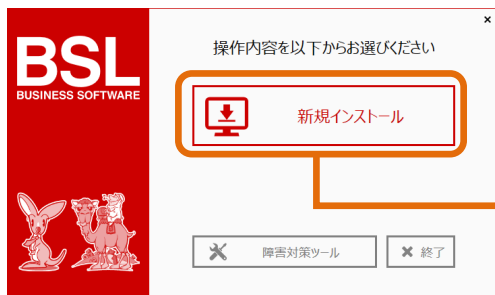 BSL
BUSINESS SOFTWARE
操作内容を以下からお選びください
新規インストール
障害対策ツール
終了